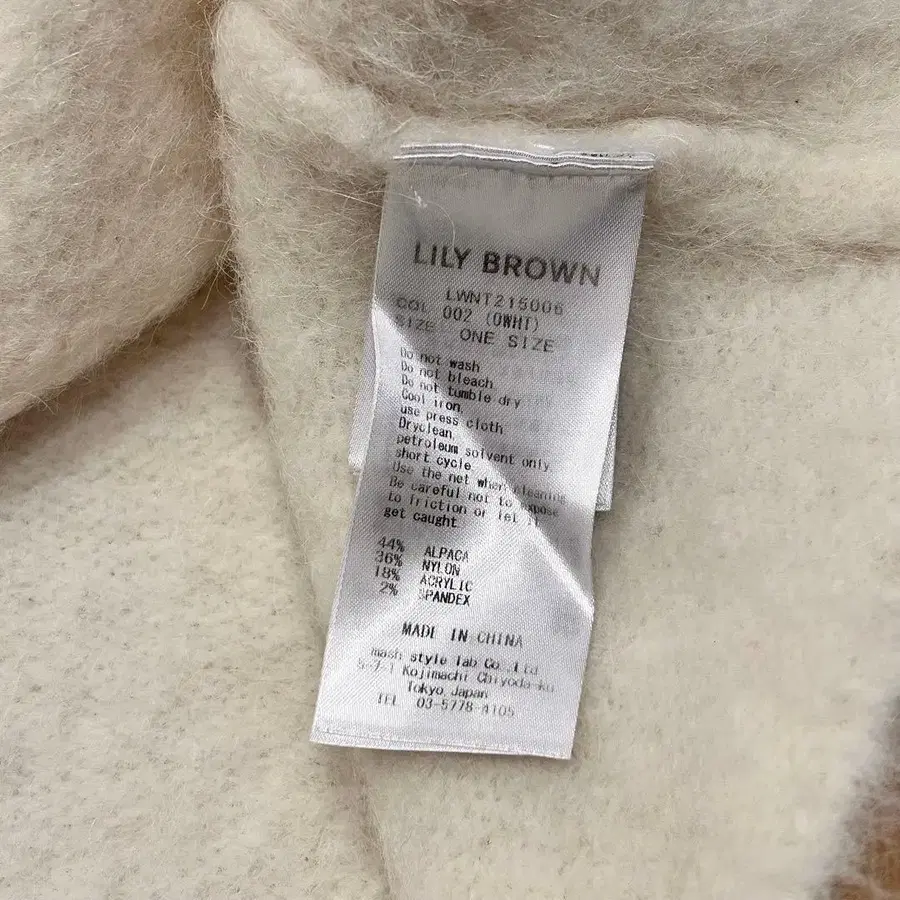 LILY BROWN
LWNT215006
COL 002 (OWHT)
SIZE ONE SIZE
Do not wash
Do not bleach
Do not tumble dry
Cool iron,
use press cloth
Dryclean,
petroleum solvent only
short cycle.
Use the net when cleaning
Be careful not to expose
to friction or let it
get caught
44% ALPACA
36% NYLON
18% ACRYLIC
2% SPANDEX
MADE IN CHINA
mash style lab Co.,Ltd.
5-7-1 Kojimachi Chiyoda-ku
Tokyo,Japan
TEL 03-5778-4105